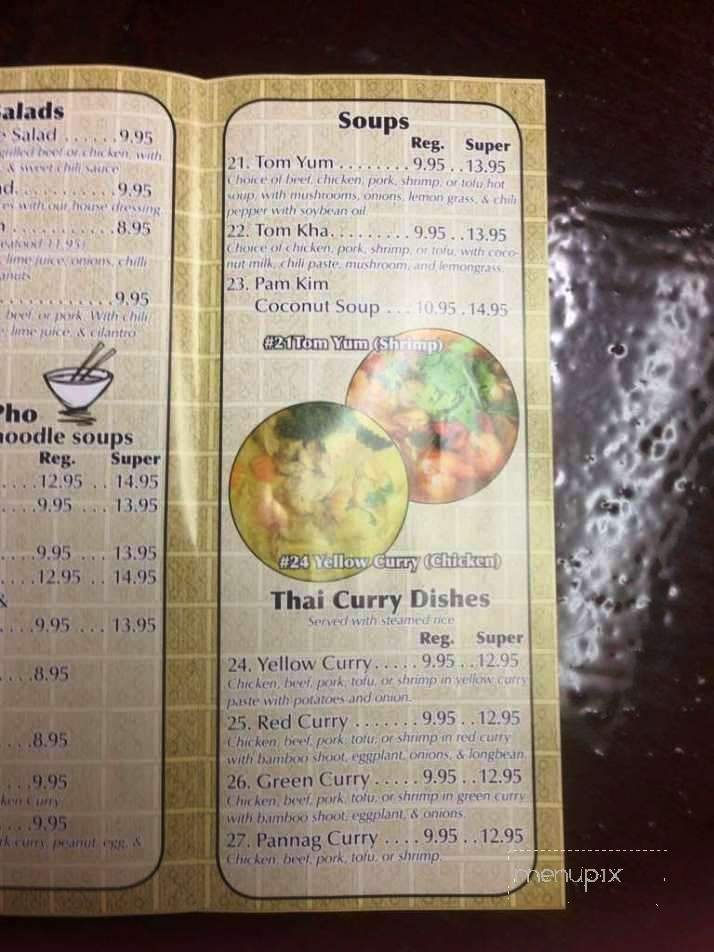 Salads
Salad ......9.95
grilled beef or chicken, with
& sweet chili sauce
.........9.95
with our house dressing
..........8.95
lime juice, onions, chilli
............9.95
beef, or pork. With chili
lime juice, & cilantro
Pho
noodle soups
Reg. Super
....12.95 .. 14.95
....9.95 ... 13.95
....9.95 ... 13.95
....12.95 .. 14.95
&
....9.95 ... 13.95
....8.95
...8.95
...9.95
curry
....9.95
curry, peanut, egg, &
Soups
Reg. Super
21. Tom Yum ........ 9.95 ..13.95
Choice of beef, chicken, pork, shrimp, or tofu hot
soup, with mushrooms, onions, lemon grass, & chili
pepper with soybean oil
22. Tom Kha......... 9.95 ..13.95
Choice of chicken, pork, shrimp, or tofu, with coco-
nut milk, chili paste, mushroom, and lemongrass.
23. Pam Kim
Coconut Soup ... 10.95 .14.95
#21Tom Yum (Shrimp)
#24 Yellow Curry (Chicken)
Thai Curry Dishes
Served with steamed rice
Reg. Super
24. Yellow Curry..... 9.95 ..12.95
Chicken, beef, pork, tofu, or shrimp in yellow curry
paste with potatoes and onion.
25. Red Curry ....... 9.95 ..12.95
Chicken, beef, pork, tofu, or shrimp in red curry
with bamboo shoot, eggplant, onions, & longbean.
26. Green Curry ..... 9.95 ..12.95
Chicken, beef, pork, tofu, or shrimp in green curry
with bamboo shoot, eggplant, & onions.
27. Pannag Curry .... 9.95 ..12.95
Chicken, beef, pork, tofu, or shrimp.
menupix